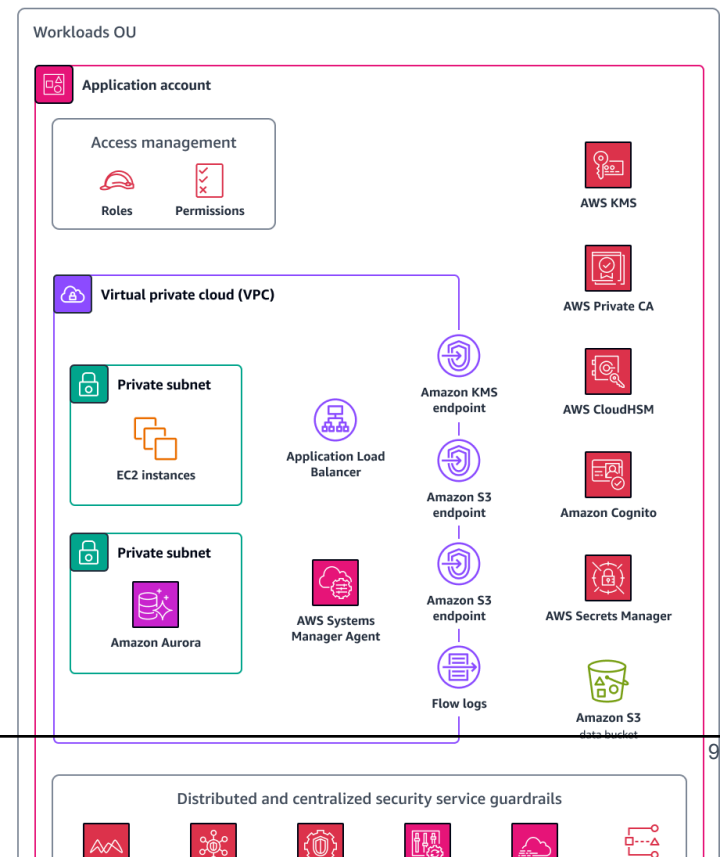 Workloads OU
Application account
Access management
Roles
Permissions
AWS KMS
Virtual private cloud (VPC)
AWS Private CA
Private subnet
EC2 instances
Application Load
Balancer
Amazon KMS
endpoint
AWS CloudHSM
Amazon S3
endpoint
Amazon Cognito
Private subnet
Amazon Aurora
AWS Systems
Manager Agent
Amazon S3
endpoint
AWS Secrets Manager
Flow logs
Amazon S3
data bucket
9
Distributed and centralized security service guardrails